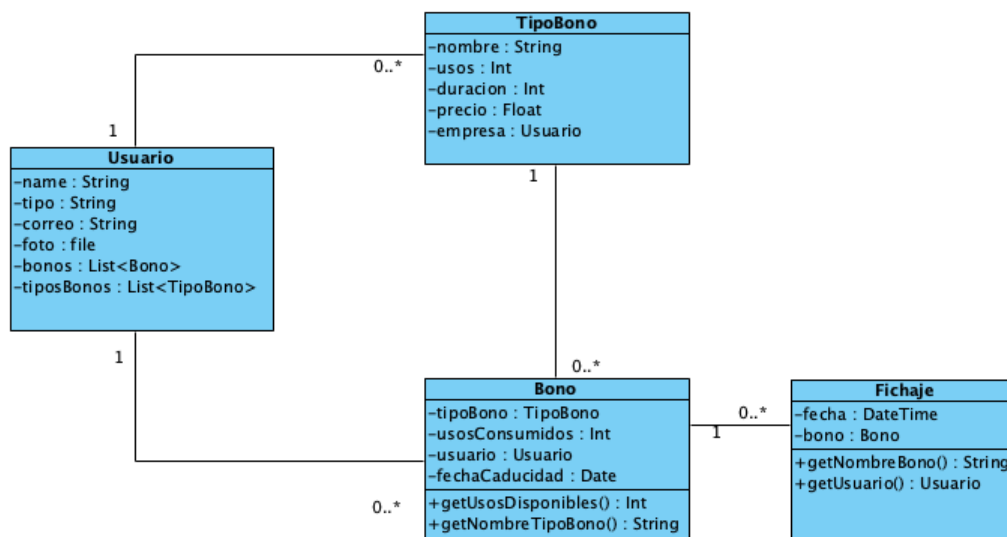 TipoBono
-nombre : String
-usos : Int
-duracion : Int
-precio : Float
-empresa : Usuario
0..*
1
Usuario
-name : String
-tipo : String
-correo : String
-foto : file
-bonos : List<Bono>
-tiposBonos : List<TipoBono>
1
1
0..*
Bono
-tipoBono : TipoBono
-usosConsumidos : Int
-usuario : Usuario
-fechaCaducidad : Date
+getUsosDisponibles() : Int
+getNombreTipoBono() : String
0..*
1
0..*
Fichaje
-fecha : DateTime
-bono : Bono
+getNombreBono() : String
+getUsuario() : Usuario